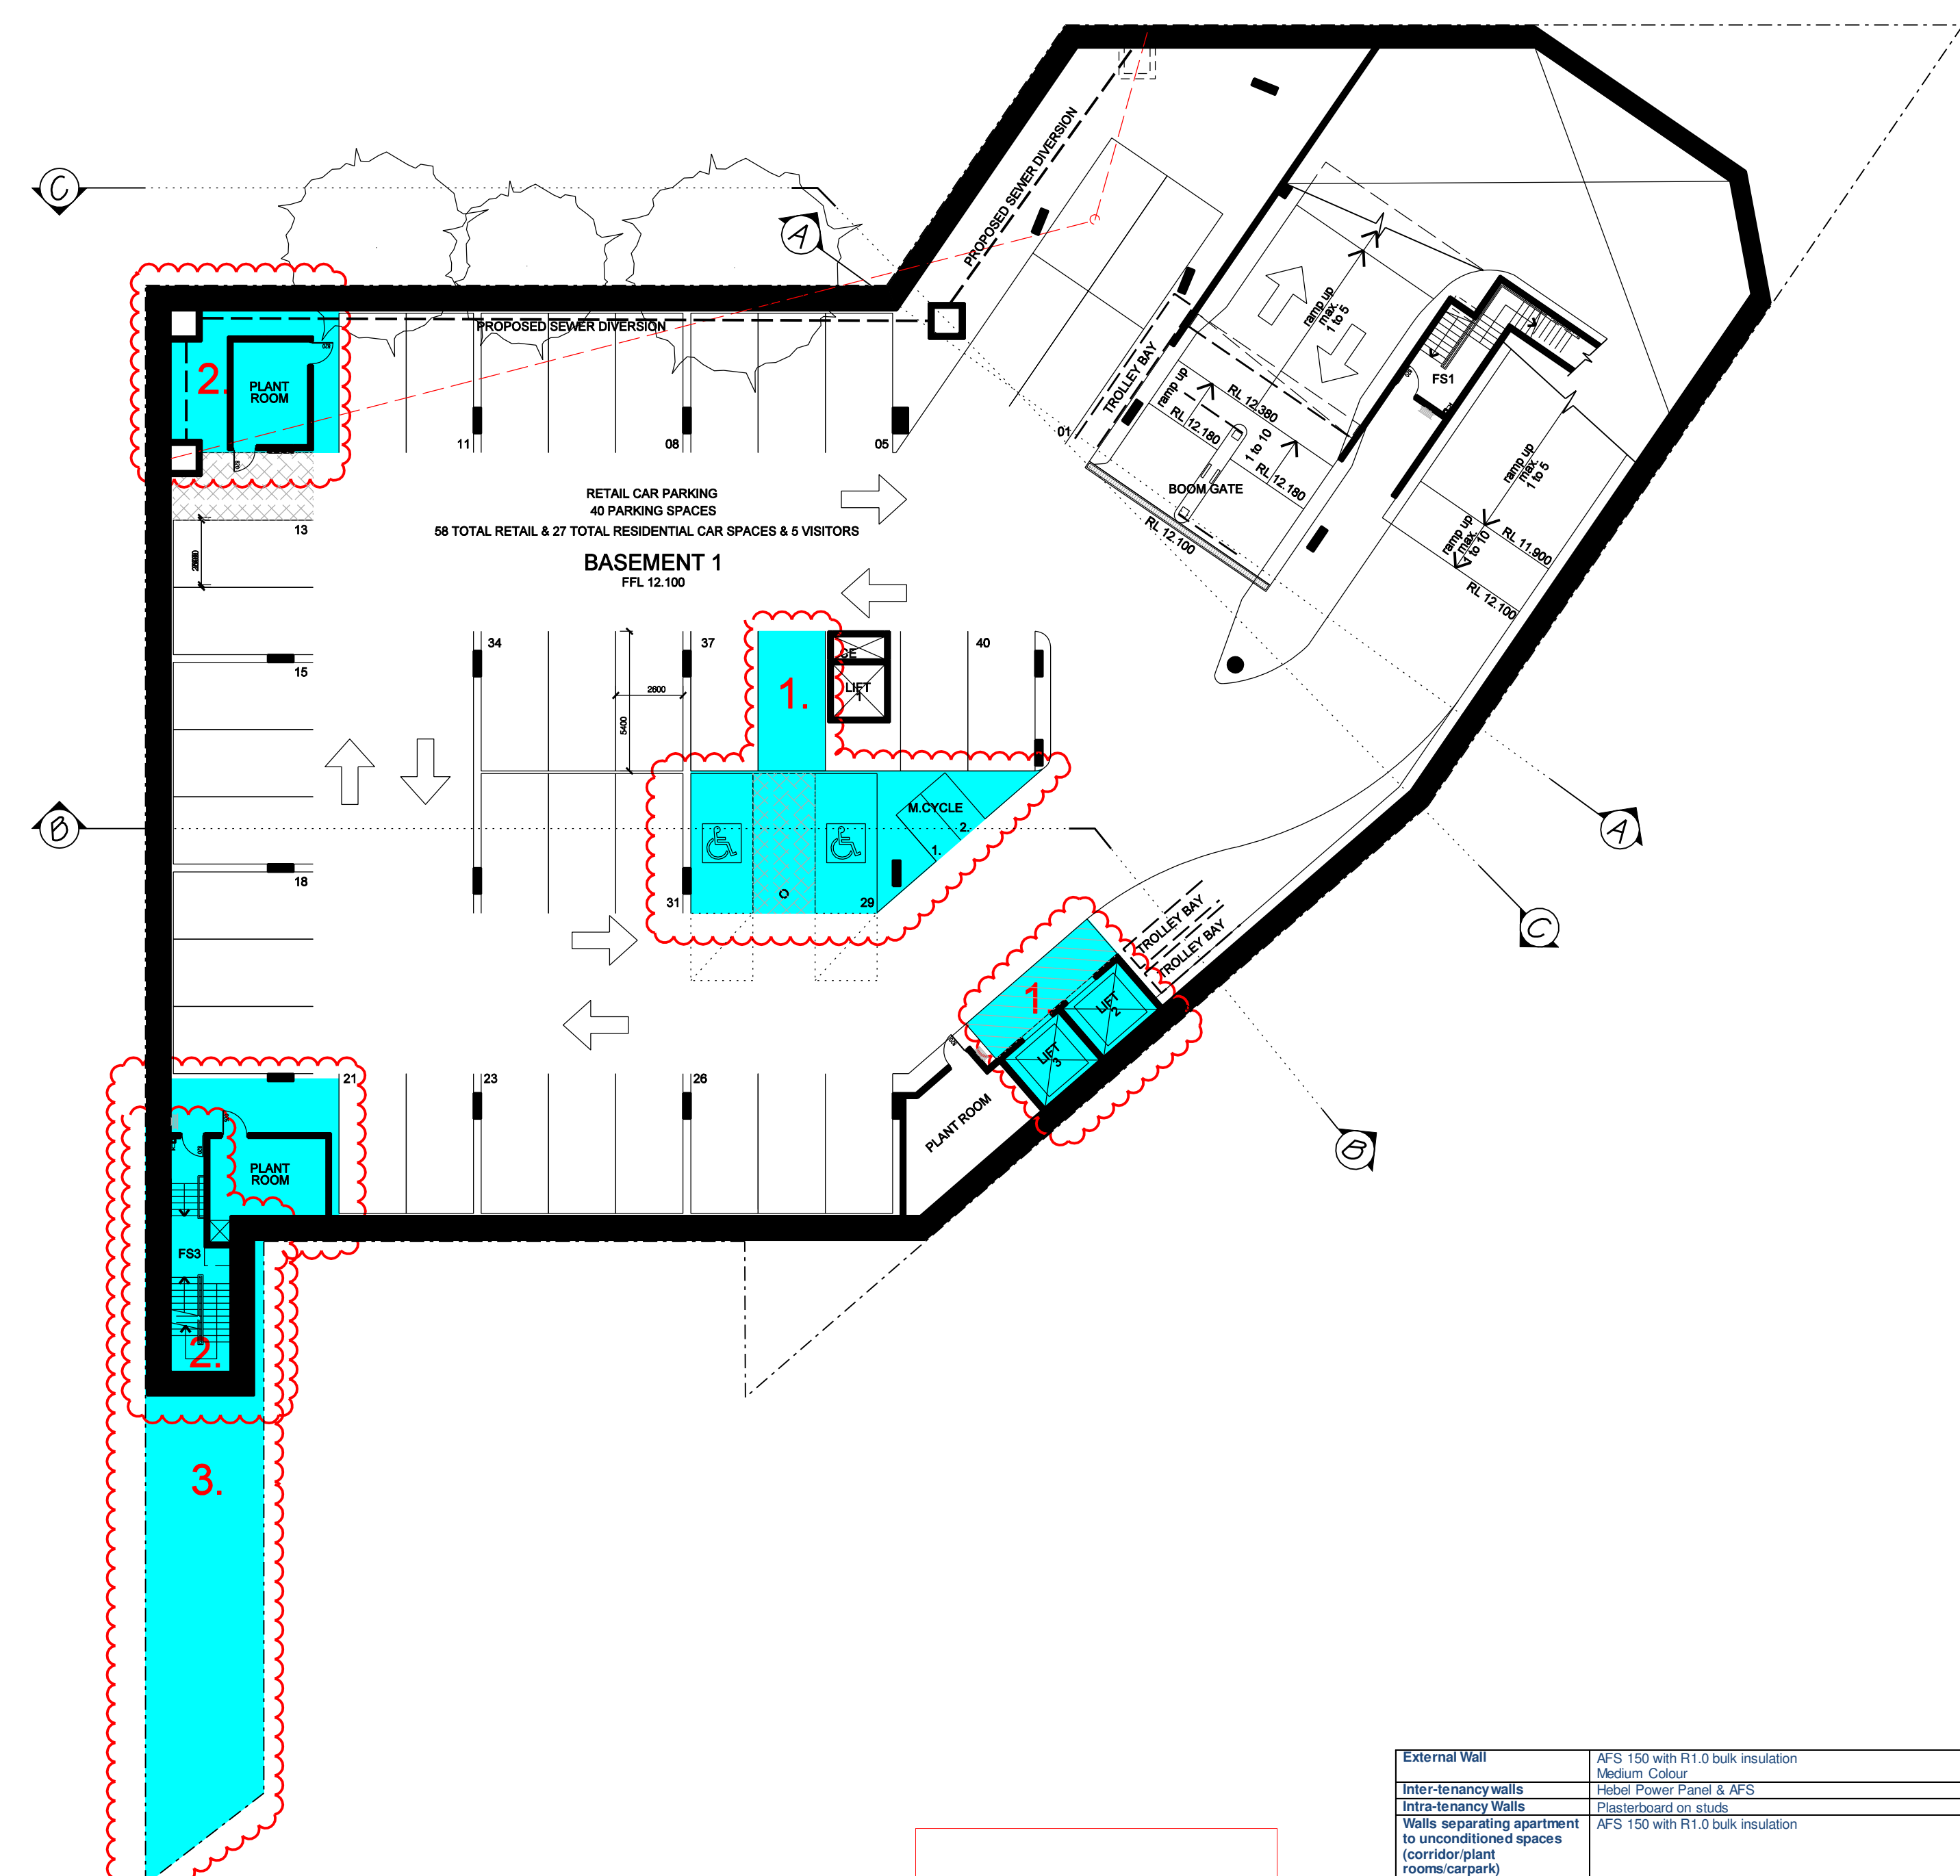 C
A
PROPOSED SEWER DIVERSION
PROPOSED SEWER DIVERSION
2.
PLANT
ROOM
11
08
05
01
TROLLEY BAY
ramp up
max.
1 to 5
FS1
ramp up
RL 12.380
RL 12.180
1 to 10
RL 12.180
BOOM GATE
RL 12.100
ramp up
max.
1 to 5
ramp up
max.
1 to 10
RL 11.900
RL 12.100
RETAIL CAR PARKING
40 PARKING SPACES
58 TOTAL RETAIL & 27 TOTAL RESIDENTIAL CAR SPACES & 5 VISITORS
BASEMENT 1
FFL 12.100
13
15
18
34
37
40
2600
5400
1.
LIFT
1
M.CYCLE
2.
1.
31
29
B
A
C
B
TROLLEY BAY
TROLLEY BAY
1.
LIFT
2
LIFT
3
PLANT ROOM
21
23
26
PLANT
ROOM
FS3
2.
3.
External Wall
AFS 150 with R1.0 bulk insulation
Medium Colour
Inter-tenancy walls
Hebel Power Panel & AFS
Intra-tenancy Walls
Plasterboard on studs
Walls separating apartment
to unconditioned spaces
(corridor/plant
rooms/carpark)
AFS 150 with R1.0 bulk insulation